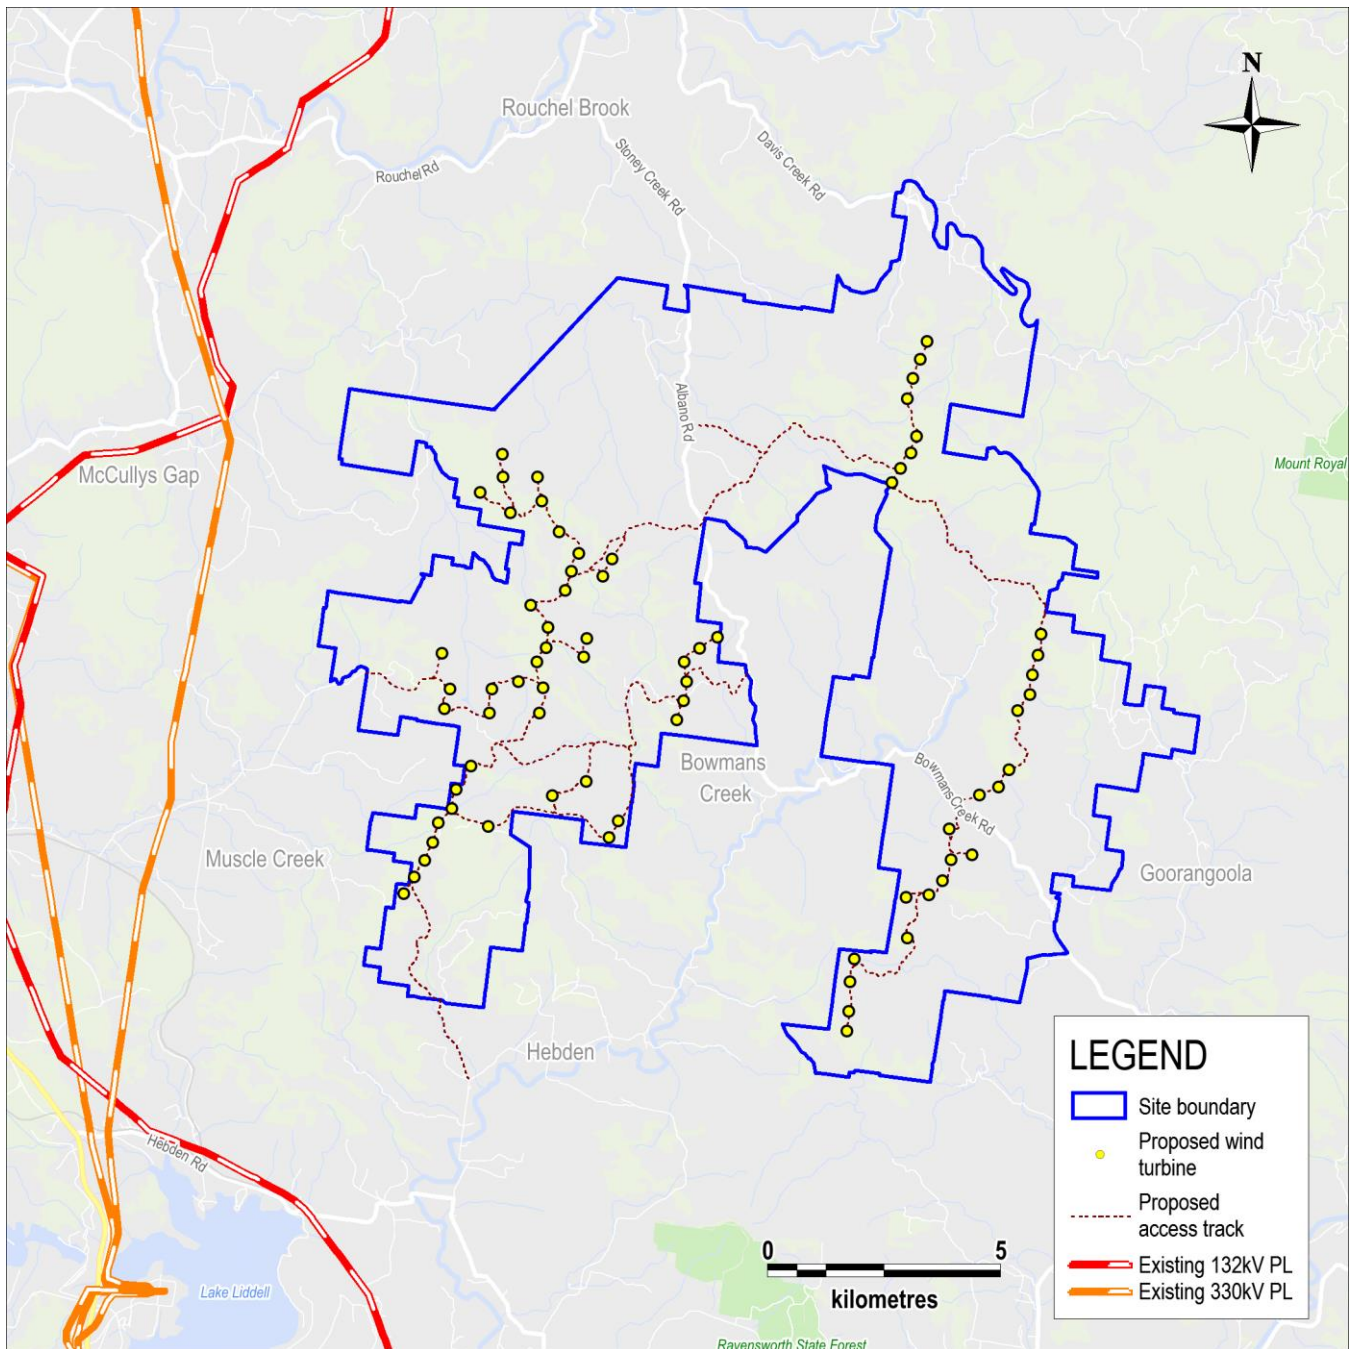 N
Rouchel Brook
Davis Creek Rd
Stoney Creek Rd
Rouchel Rd
Albano Rd
McCullys Gap
Mount Royal
Bowmans
Creek
Bowmans Creek Rd
Muscle Creek
Goorangoola
Hebden
LEGEND
Site boundary
Proposed wind
turbine
Proposed
access track
Existing 132kV PL
Existing 330kV PL
Hebden Rd
0 5
kilometres
Lake Liddell
Ravensworth State Forest